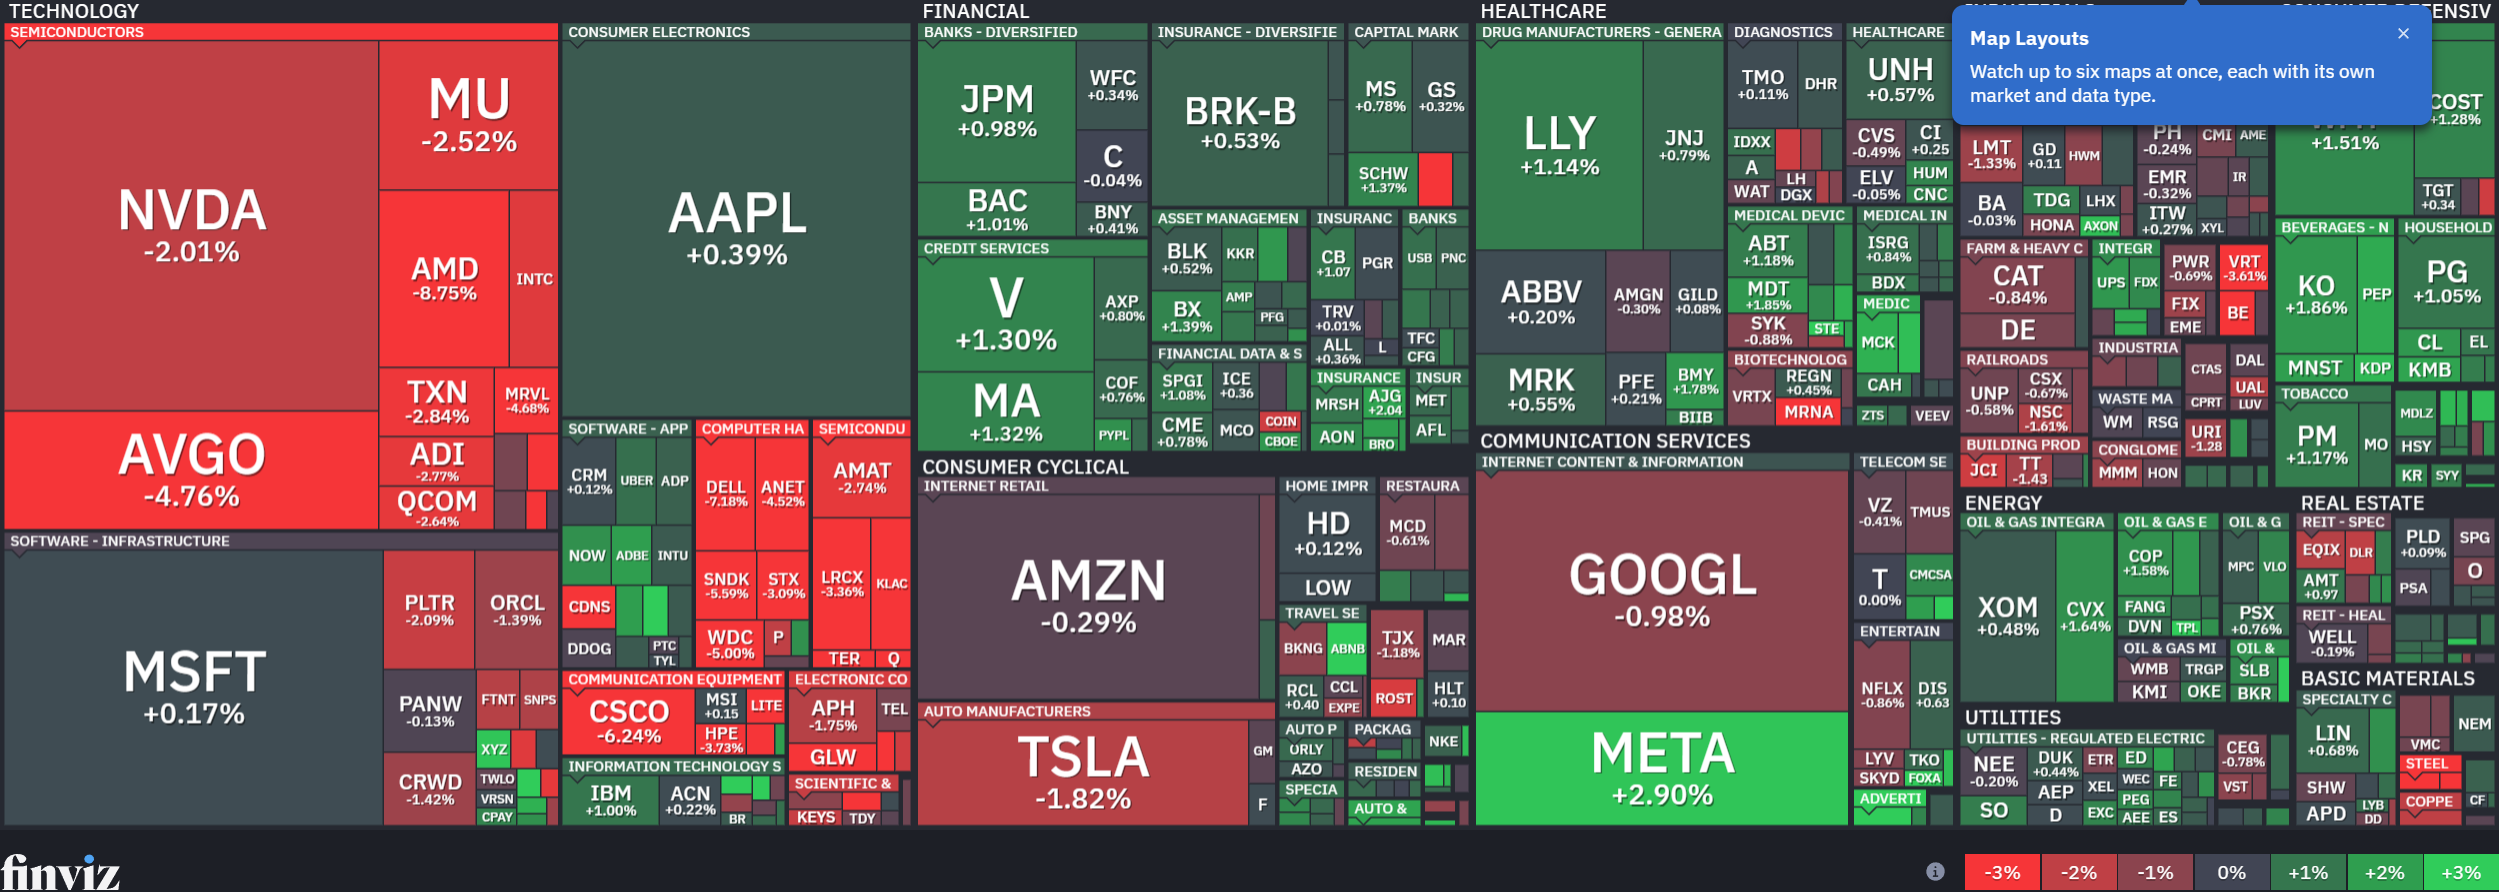 TECHNOLOGY
SEMICONDUCTORS
NVDA
-2.01%
MU
-2.52%
AMD
-8.75%
INTC
AVGO
-4.76%
TXN
-2.84%
MRVL
-4.68%
ADI
-2.77%
QCOM
-2.64%
SOFTWARE - INFRASTRUCTURE
MSFT
+0.17%
PLTR
-2.09%
ORCL
-1.39%
PANW
-0.13%
FTNT
SNPS
CRWD
-1.42%
XYZ
TWLO
VRSN
CPAY
CONSUMER ELECTRONICS
AAPL
+0.39%
SOFTWARE - APP
CRM
+0.12%
UBER
ADP
NOW
ADBE
INTU
CDNS
DDOG
PTC
TYL
COMPUTER HA
DELL
-7.18%
ANET
-4.52%
SNDK
-5.59%
STX
-3.09%
WDC
-5.00%
P
SEMICONDU
AMAT
-2.74%
LRCX
-3.36%
KLAC
TER
Q
COMMUNICATION EQUIPMENT
CSCO
-6.24%
MSI
+0.15
LITE
HPE
-3.73%
ELECTRONIC CO
APH
-1.75%
TEL
GLW
INFORMATION TECHNOLOGY S
IBM
+1.00%
ACN
+0.22%
BR
SCIENTIFIC &
KEYS
TDY
FINANCIAL
BANKS - DIVERSIFIED
JPM
+0.98%
WFC
+0.34%
C
-0.04%
BAC
+1.01%
BNY
+0.41%
CREDIT SERVICES
V
+1.30%
AXP
+0.80%
MA
+1.32%
COF
+0.76%
PYPL
INSURANCE - DIVERSIFIE
BRK-B
+0.53%
CAPITAL MARK
MS
+0.78%
GS
+0.32%
SCHW
+1.37%
ASSET MANAGEMEN
BLK
+0.52%
KKR
BX
+1.39%
AMP
PFG
INSURANC
CB
+1.07
PGR
TRV
+0.01%
ALL
+0.36%
L
BANKS
USB
PNC
TFC
CFG
FINANCIAL DATA & S
SPGI
+1.08%
ICE
+0.36
CME
+0.78%
MCO
COIN
CBOE
INSURANCE
MRSH
AJG
+2.04
AON
BRO
INSUR
MET
AFL
CONSUMER CYCLICAL
INTERNET RETAIL
AMZN
-0.29%
AUTO MANUFACTURERS
TSLA
-1.82%
GM
F
HOME IMPR
HD
+0.12%
LOW
RESTAURA
MCD
-0.61%
TRAVEL SE
BKNG
ABNB
RCL
+0.40
CCL
EXPE
TJX
-1.18%
ROST
MAR
HLT
+0.10
AUTO P
ORLY
AZO
SPECIA
PACKAG
RESIDEN
AUTO &
NKE
HEALTHCARE
DRUG MANUFACTURERS - GENERA
LLY
+1.14%
JNJ
+0.79%
ABBV
+0.20%
AMGN
-0.30%
GILD
+0.08%
MRK
+0.55%
PFE
+0.21%
BMY
+1.78%
BIIB
DIAGNOSTICS
TMO
+0.11%
DHR
IDXX
A
WAT
LH
DGX
HEALTHCARE
UNH
+0.57%
CVS
-0.49%
CI
+0.25
ELV
-0.05%
HUM
CNC
MEDICAL DEVIC
ABT
+1.18%
MDT
+1.85%
SYK
-0.88%
STE
MEDICAL IN
ISRG
+0.84%
BDX
MEDIC
MCK
CAH
BIOTECHNOLOG
VRTX
REGN
+0.45%
MRNA
ZTS
VEEV
COMMUNICATION SERVICES
INTERNET CONTENT & INFORMATION
GOOGL
-0.98%
META
+2.90%
TELECOM SE
VZ
-0.41%
TMUS
T
0.00%
CMCSA
ENTERTAIN
NFLX
-0.86%
DIS
+0.63
LYV
TKO
SKYD
FOXA
ADVERTI
Map Layouts
×
Watch up to six maps at once, each with its own
market and data type.
LMT
-1.33%
GD
+0.11
HWM
BA
-0.03%
TDG
LHX
HONA
AXON
PH
-0.24%
CMI
AME
EMR
-0.32%
IR
ITW
+0.27%
XYL
FARM & HEAVY C
CAT
-0.84%
DE
INTEGR
UPS
FDX
PWR
-0.69%
VRT
-3.61%
FIX
EME
BE
RAILROADS
UNP
-0.58%
CSX
-0.67%
NSC
-1.61%
INDUSTRIA
CTAS
CPRT
DAL
UAL
LUV
WASTE MA
WM
RSG
URI
-1.28
BUILDING PROD
JCI
TT
-1.43
CONGLOME
MMM
HON
ENSIV
COST
+1.28%
+1.51%
TGT
+0.34
BEVERAGES - N
KO
+1.86%
PEP
MNST
KDP
HOUSEHOLD
PG
+1.05%
CL
EL
KMB
TOBACCO
PM
+1.17%
MO
MDLZ
HSY
KR
SYY
ENERGY
OIL & GAS INTEGRA
XOM
+0.48%
CVX
+1.64%
OIL & GAS E
COP
+1.58%
FANG
DVN
TPL
OIL & G
MPC
VLO
PSX
+0.76%
OIL & GAS MI
WMB
TRGP
KMI
OKE
OIL &
SLB
BKR
UTILITIES
UTILITIES - REGULATED ELECTRIC
NEE
-0.20%
SO
DUK
+0.44%
ETR
ED
AEP
XEL
WEC
FE
D
EXC
PEG
AEE
ES
CEG
-0.78%
VST
REAL ESTATE
REIT - SPEC
EQIX
DLR
AMT
+0.97
PLD
+0.09%
SPG
PSA
O
REIT - HEAL
WELL
-0.19%
BASIC MATERIALS
SPECIALTY C
LIN
+0.68%
SHW
APD
LYB
DD
VMC
NEM
STEEL
COPPE
CF
finviz
-3%
-2%
-1%
0%
+1%
+2%
+3%